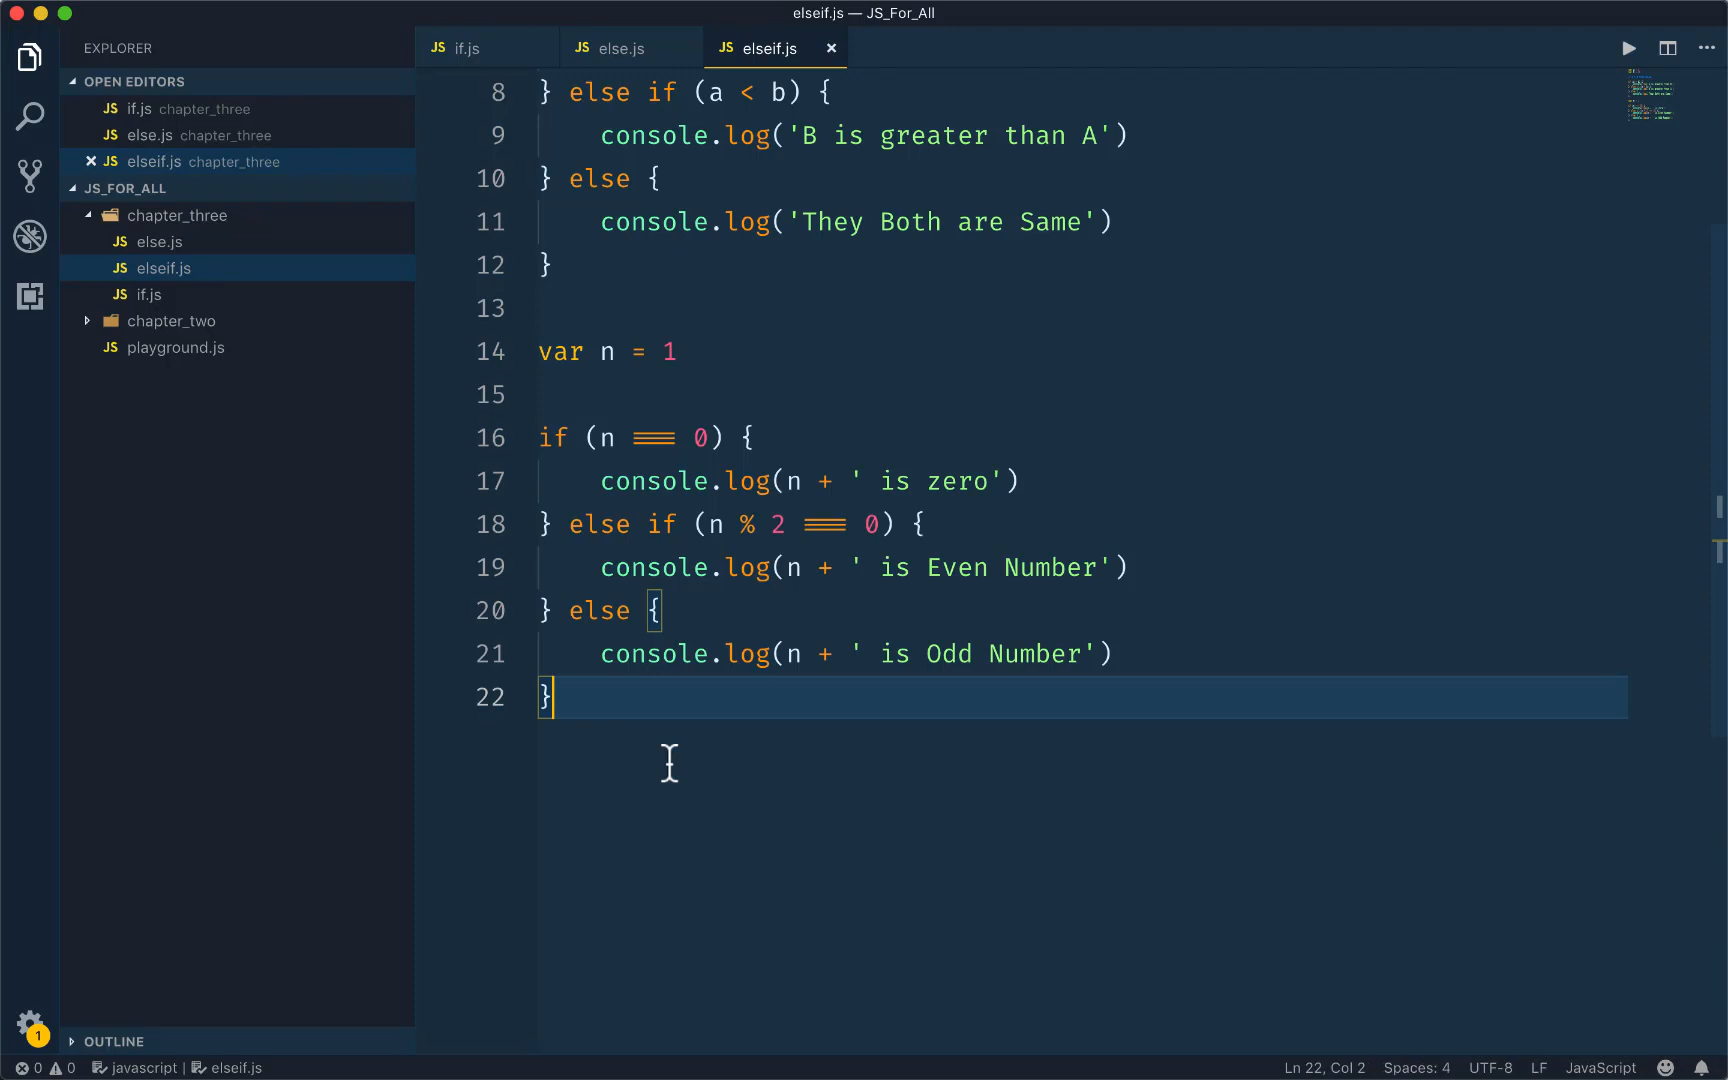 elseif.js — JS_For_All
EXPLORER
OPEN EDITORS
JS if.js chapter_three
JS else.js chapter_three
JS elseif.js chapter_three
JS_FOR_ALL
chapter_three
JS else.js
JS elseif.js
JS if.js
chapter_two
JS playground.js
OUTLINE
JS if.js
JS else.js
JS elseif.js
8 } else if (a < b) {
9 console.log('B is greater than A')
10 } else {
11 console.log('They Both are Same')
12 }
13
14 var n = 1
15
16 if (n === 0) {
17 console.log(n + ' is zero')
18 } else if (n % 2 === 0) {
19 console.log(n + ' is Even Number')
20 } else {
21 console.log(n + ' is Odd Number')
22 }
1
0 0 javascript | elseif.js
Ln 22, Col 2 Spaces: 4 UTF-8 LF JavaScript